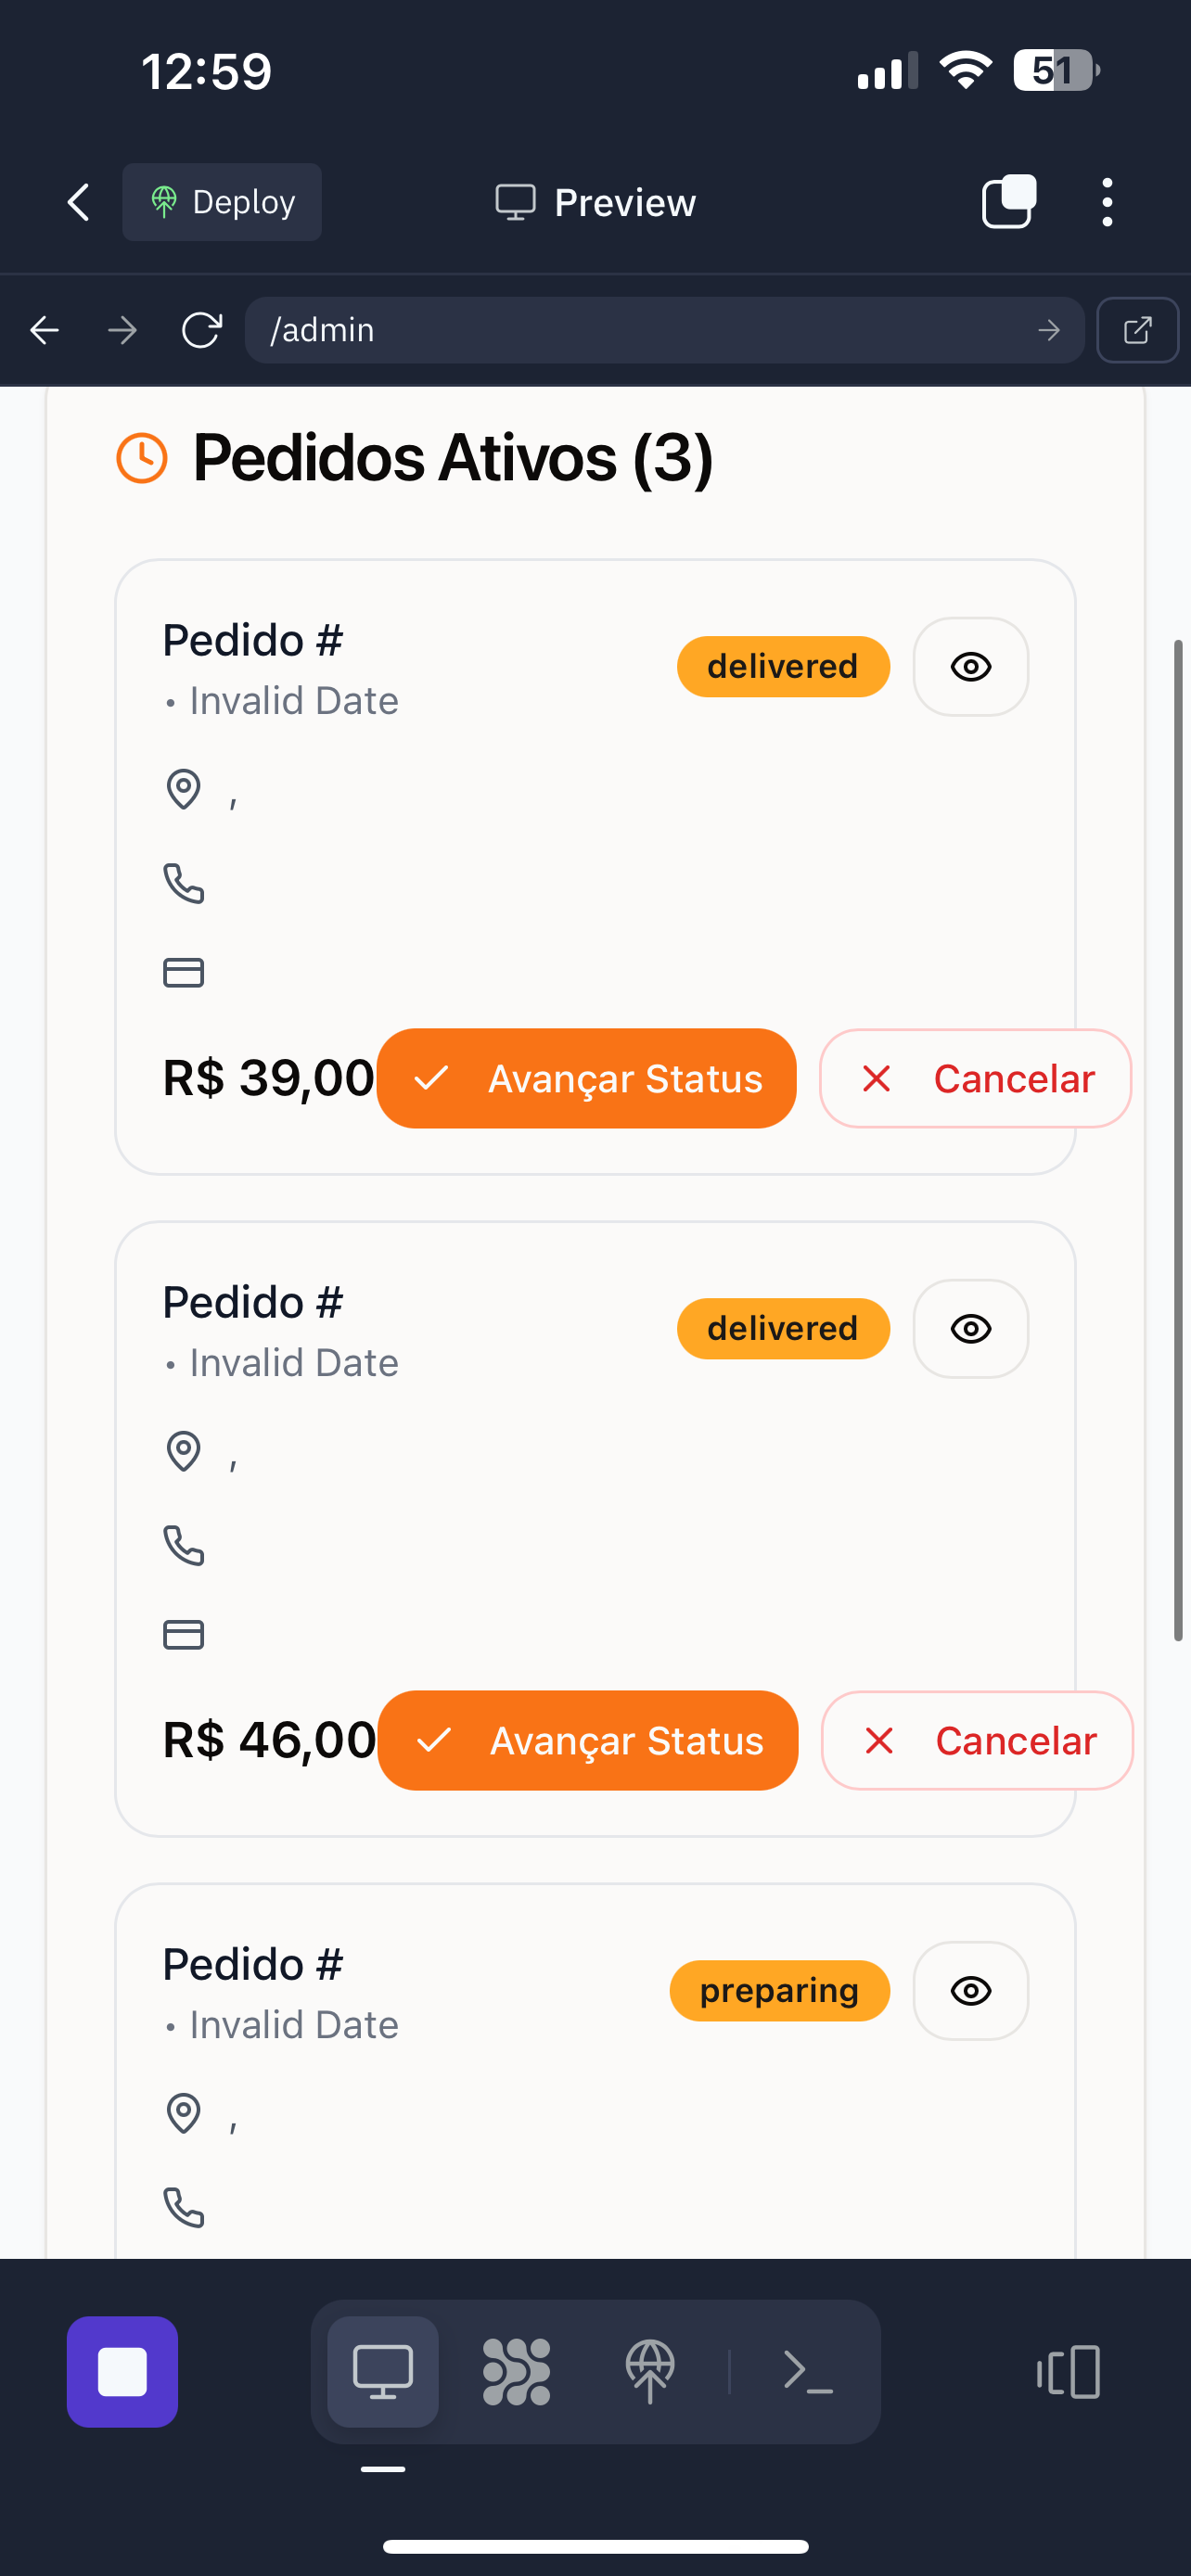 12:59
51
Deploy
Preview
/admin
Pedidos Ativos (3)
Pedido #
• Invalid Date
delivered
,
R$ 39,00
Avançar Status
Cancelar
Pedido #
• Invalid Date
delivered
,
R$ 46,00
Avançar Status
Cancelar
Pedido #
• Invalid Date
preparing
,